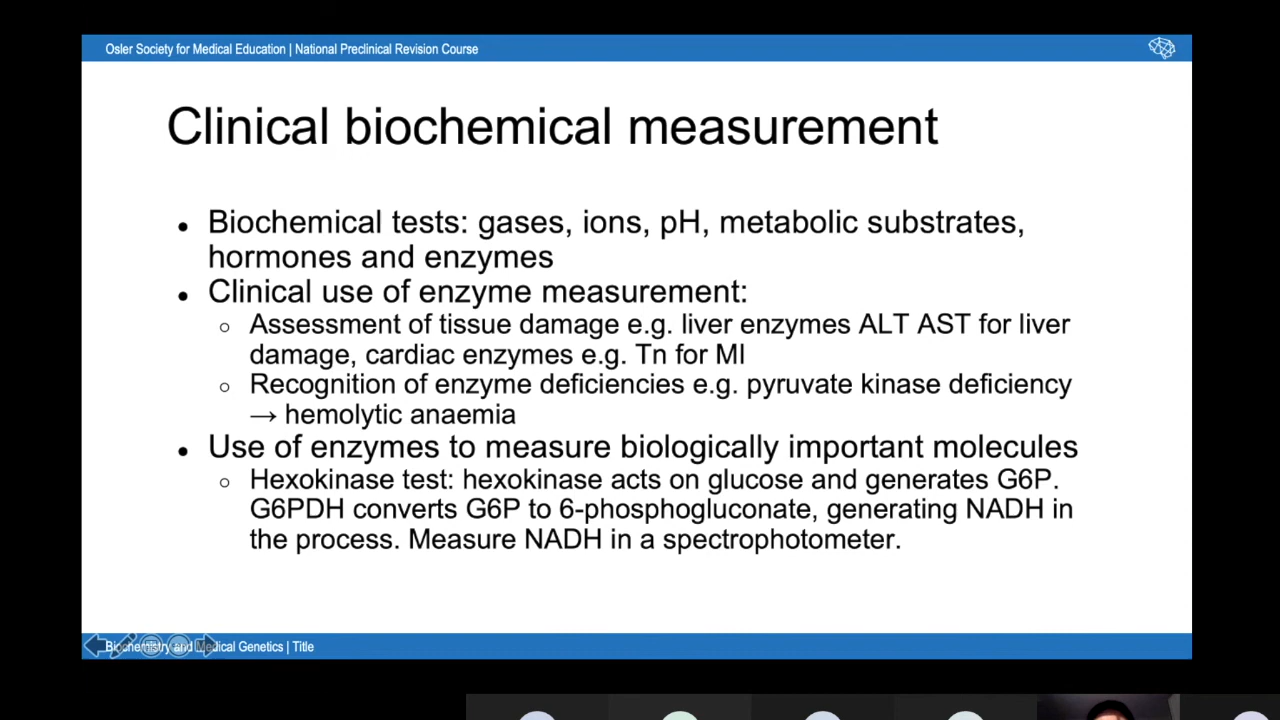 Osler Society for Medical Education | National Preclinical Revision Course
Clinical biochemical measurement
• Biochemical tests: gases, ions, pH, metabolic substrates,
hormones and enzymes
• Clinical use of enzyme measurement:
○ Assessment of tissue damage e.g. liver enzymes ALT AST for liver
damage, cardiac enzymes e.g. Tn for MI
○ Recognition of enzyme deficiencies e.g. pyruvate kinase deficiency
→ hemolytic anaemia
• Use of enzymes to measure biologically important molecules
○ Hexokinase test: hexokinase acts on glucose and generates G6P.
G6PDH converts G6P to 6-phosphogluconate, generating NADH in
the process. Measure NADH in a spectrophotometer.
Biochemistry and Medical Genetics | Title